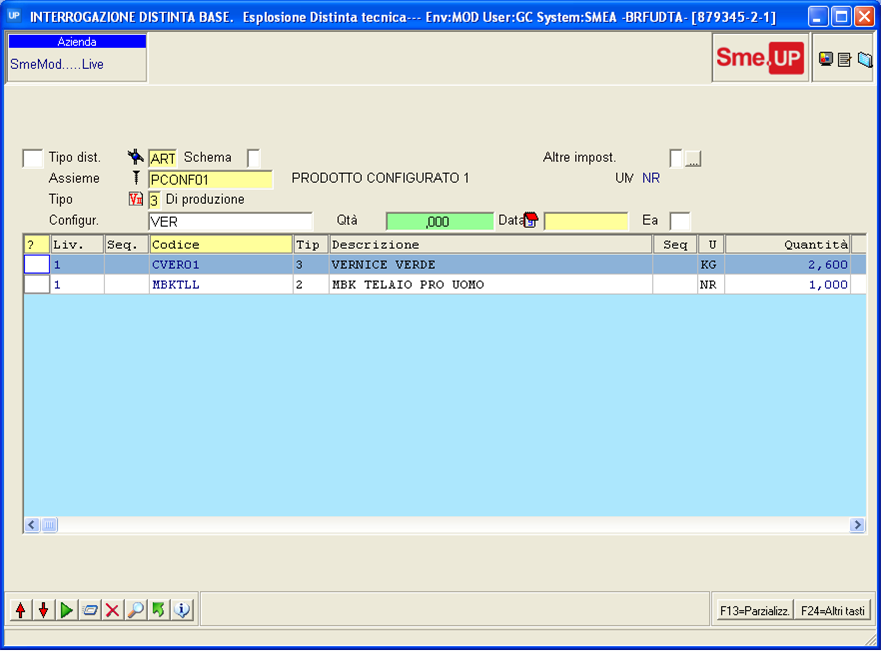 UP INTERROGAZIONE DISTINTA BASE. Esplosione Distinta tecnica--- Env:MOD User:GC System:SMEA -BRFUDTA- [879345-2-1]
Azienda
SmeMod.....Live
Sme.UP
Tipo dist. ART Schema Altre impost. ...
Assieme PCONF01 PRODOTTO CONFIGURATO 1 UM NR
Tipo 3 Di produzione
Configur. VER Qtà ,000 Data Ea
? Liv. Seq. Codice Tip Descrizione Seq U Quantità
1 CVER01 3 VERNICE VERDE KG 2,600
1 MBKTLL 2 MBK TELAIO PRO UOMO NR 1,000
F13=Parzializz. F24=Altri tasti